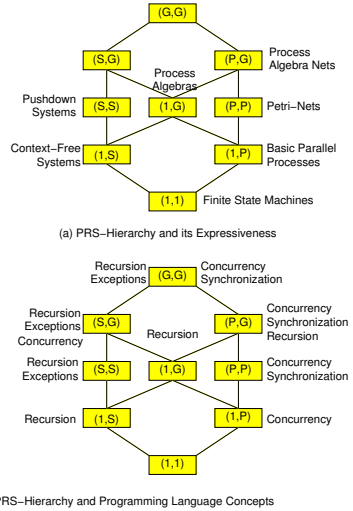 (G,G)
(S,G)
(P,G)
Process
Algebra Nets
Process
Algebras
Pushdown
Systems
(S,S)
(1,G)
(P,P)
Petri−Nets
Context−Free
Systems
(1,S)
(1,P)
Basic Parallel
Processes
(1,1)
Finite State Machines
(a) PRS−Hierarchy and its Expressiveness
Recursion
Exceptions
(G,G)
Concurrency
Synchronization
Recursion
Exceptions
Concurrency
(S,G)
Recursion
(P,G)
Concurrency
Synchronization
Recursion
Recursion
Exceptions
(S,S)
(1,G)
(P,P)
Concurrency
Synchronization
Recursion
(1,S)
(1,P)
Concurrency
(1,1)
PRS−Hierarchy and Programming Language Concepts